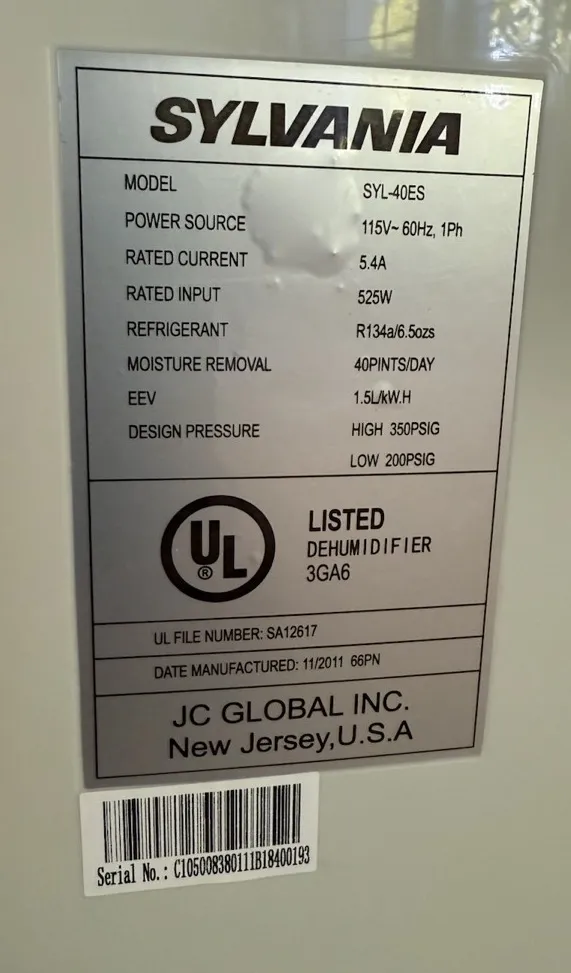 SYLVANIA
MODEL SYL-40ES
POWER SOURCE 115V~ 60Hz, 1Ph
RATED CURRENT 5.4A
RATED INPUT 525W
REFRIGERANT R134a/6.5ozs
MOISTURE REMOVAL 40PINTS/DAY
EEV 1.5L/kW.H
DESIGN PRESSURE HIGH 350PSIG
LOW 200PSIG
UL ®
LISTED
DEHUMIDIFIER
3GA6
UL FILE NUMBER: SA12617
DATE MANUFACTURED: 11/2011 66PN
JC GLOBAL INC.
New Jersey,U.S.A
Serial No.: C105008380111B18400193